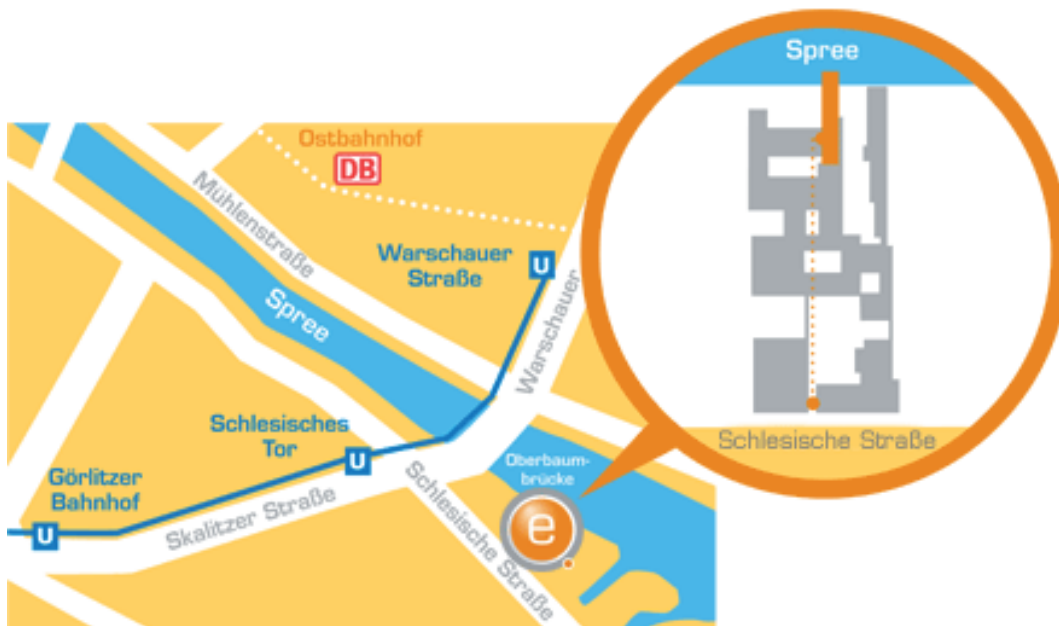 Spree
Ostbahnhof
DB
Mühlenstraße
Warschauer
Straße
U
Spree
Warschauer
Schlesisches
Tor
U
Schlesische Straße
Oberbaum-
brücke
Görlitzer
Bahnhof
U
Skalitzer Straße
Schlesische Straße
e